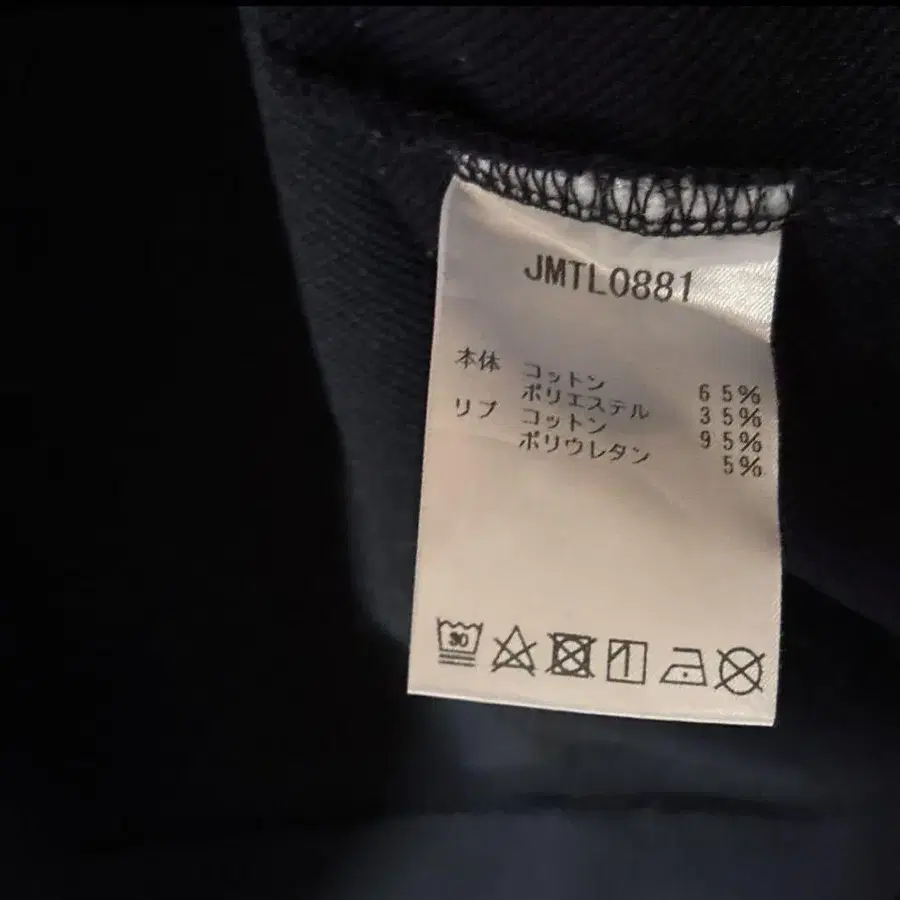 JMTL0881
本体 コットン 65%
ポリエステル 35%
リブ コットン 95%
ポリウレタン 5%
30